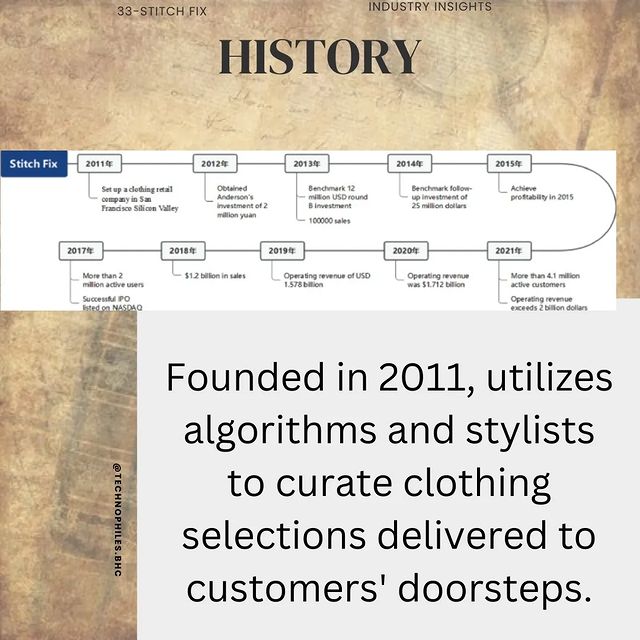 33-STITCH FIX
INDUSTRY INSIGHTS
HISTORY
Stitch Fix
2011年
Set up a clothing retail
company in San
Francisco Silicon Valley
2012年
Obtained
Anderson's
investment of 2
million yuan
2013年
Benchmark 12
million USD round
B investment
100000 sales
2014年
Benchmark follow-
up investment of
25 million dollars
2015年
Achieve
profitability in 2015
2017年
More than 2
million active users
Successful IPO
listed on NASDAQ
2018年
$1.2 billion in sales
2019年
Operating revenue of USD
1.578 billion
2020年
Operating revenue
was $1.712 billion
2021年
More than 4.1 million
active customers
Operating revenue
exceeds 2 billion dollars
Founded in 2011, utilizes
algorithms and stylists
to curate clothing
selections delivered to
customers' doorsteps.
@TECHNOPHILES.BHC